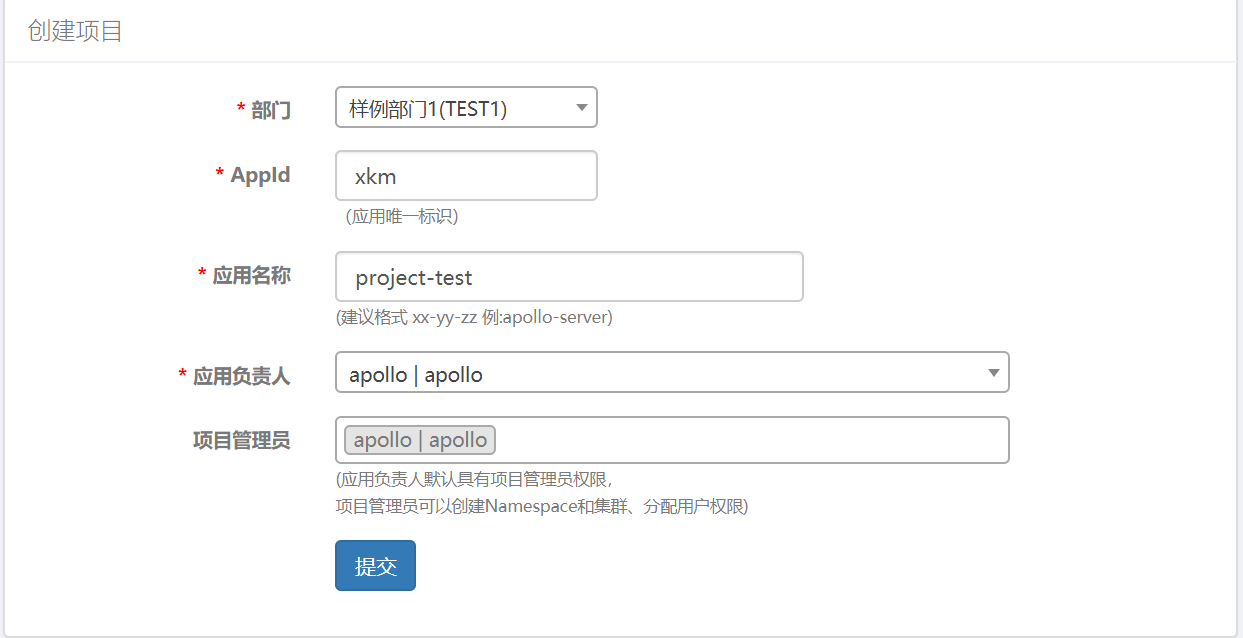 创建项目
* 部门 样例部门1(TEST1)
* AppId xkm
(应用唯一标识)
* 应用名称 project-test
(建议格式 xx-yy-zz 例:apollo-server)
* 应用负责人 apollo | apollo
项目管理员 apollo | apollo
(应用负责人默认具有项目管理员权限,
项目管理员可以创建Namespace和集群、分配用户权限)
提交